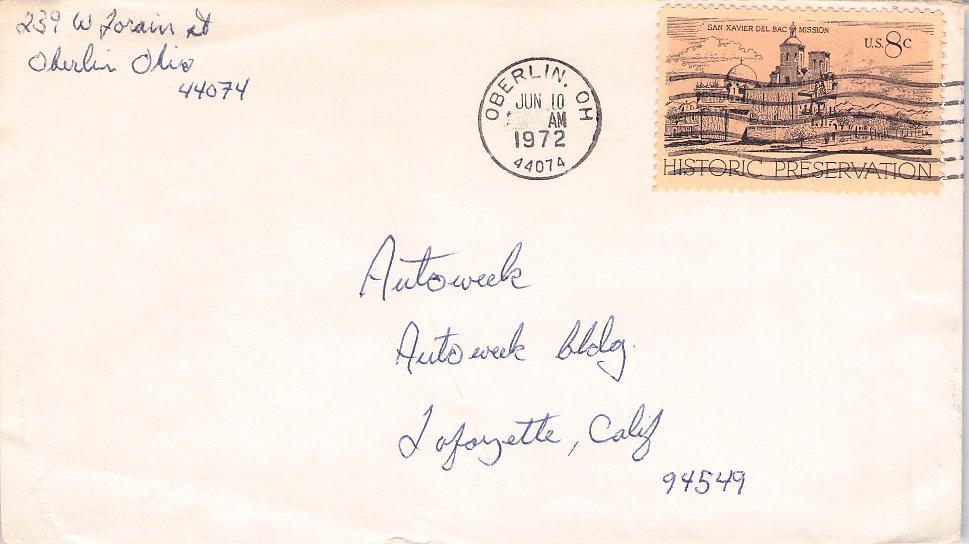 239 W Lorain St
Oberlin Ohio
44074
OBERLIN, OH
JUN 10
AM
1972
44074
SAN XAVIER DEL BAC MISSION
U.S. 8c
HISTORIC PRESERVATION
Autoweek
Autoweek bldg.
Lafayette, Calif
94549